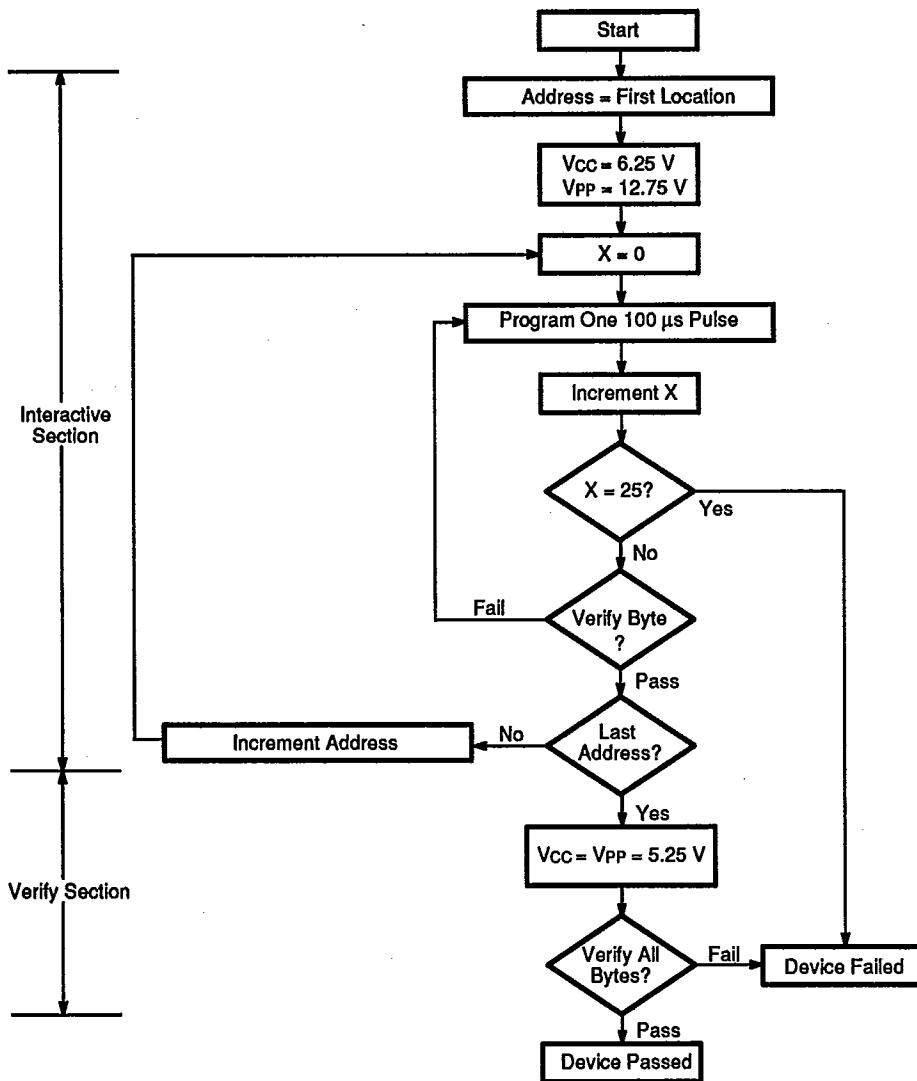 Start
Address = First Location
VCC = 6.25 V
VPP = 12.75 V
X = 0
Program One 100 μs Pulse
Increment X
Interactive
Section
X = 25?
Yes
No
Fail
Verify Byte
?
Pass
Increment Address
No
Last
Address?
Yes
VCC = VPP = 5.25 V
Verify Section
Verify All
Bytes?
Fail
Device Failed
Pass
Device Passed